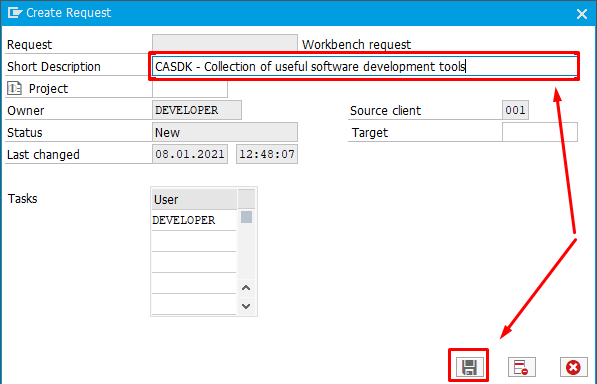 Create Request
Request Workbench request
Short Description CASDK - Collection of useful software development tools
Project
Owner DEVELOPER Source client 001
Status New Target
Last changed 08.01.2021 12:48:07
Tasks User
DEVELOPER